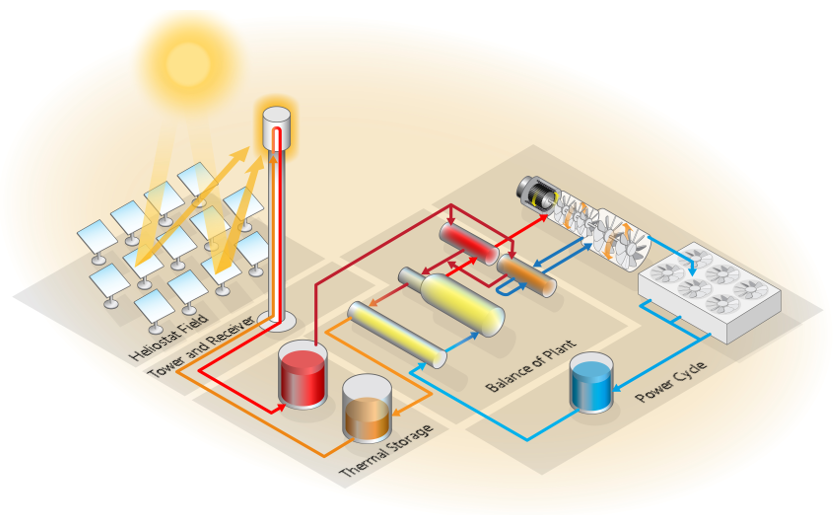 Heliostat Field
Tower and Receiver
Thermal Storage
Balance of Plant
Power Cycle